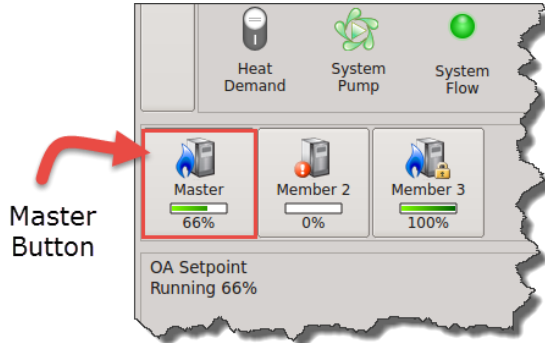 Heat
Demand
System
Pump
System
Flow
Master
66%
Member 2
0%
Member 3
100%
Master
Button
OA Setpoint
Running 66%